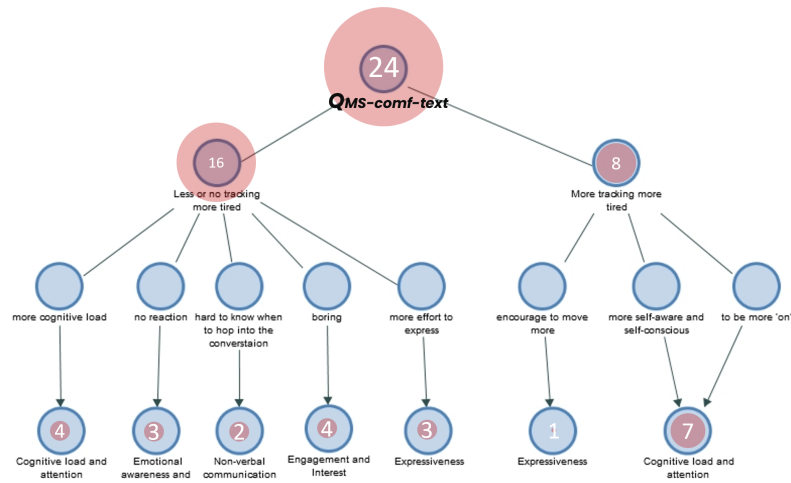 24
QMS-comf-text
16
8
Less or no tracking
more tired
More tracking more
tired
more cognitive load
no reaction
hard to know when
to hop into the
converstaion
boring
more effort to
express
encourage to move
more
more self-aware and
self-conscious
to be more 'on'
4
3
2
4
3
1
7
Cognitive load and
attention
Emotional
awareness and
Non-verbal
communication
Engagement and
Interest
Expressiveness
Expressiveness
Cognitive load and
attention